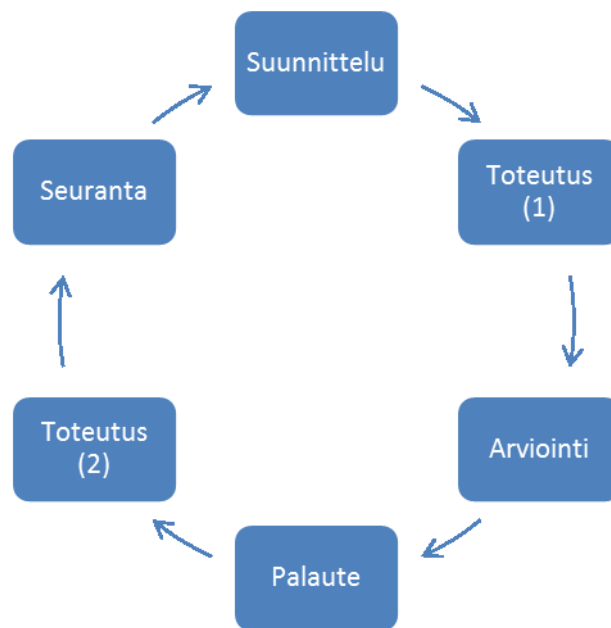 Suunnittelu
Toteutus
(1)
Arviointi
Palaute
Toteutus
(2)
Seuranta